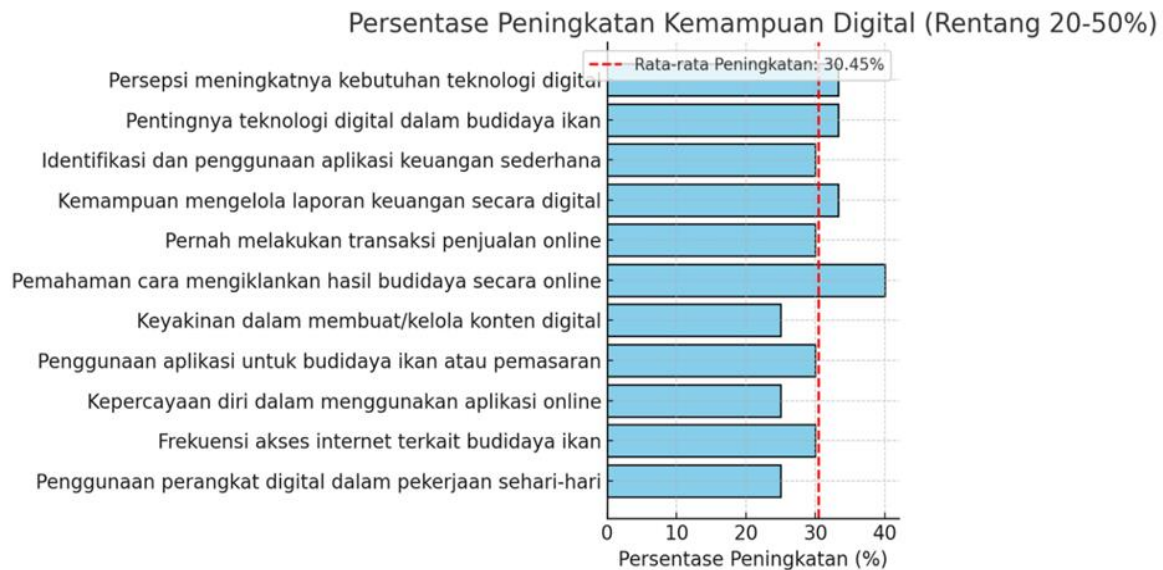 Persentase Peningkatan Kemampuan Digital (Rentang 20-50%)
Rata-rata Peningkatan: 30.45%
Persepsi meningkatnya kebutuhan teknologi digital
Pentingnya teknologi digital dalam budidaya ikan
Identifikasi dan penggunaan aplikasi keuangan sederhana
Kemampuan mengelola laporan keuangan secara digital
Pernah melakukan transaksi penjualan online
Pemahaman cara mengiklankan hasil budidaya secara online
Keyakinan dalam membuat/kelola konten digital
Penggunaan aplikasi untuk budidaya ikan atau pemasaran
Kepercayaan diri dalam menggunakan aplikasi online
Frekuensi akses internet terkait budidaya ikan
Penggunaan perangkat digital dalam pekerjaan sehari-hari
0 10 20 30 40
Persentase Peningkatan (%)